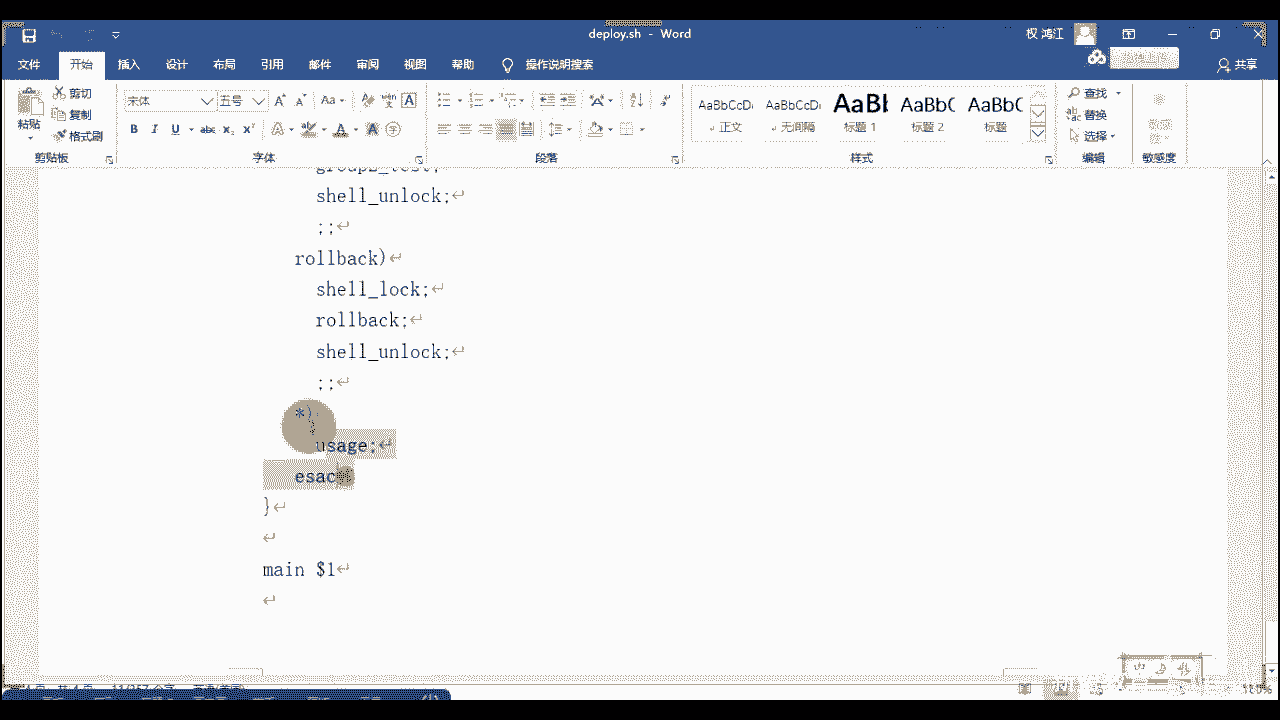 deploy.sh - Word
权 鸿江
文件 开始 插入 设计 布局 引用 邮件 审阅 视图 帮助 操作说明搜索 共享
剪切
复制
格式刷
粘贴
宋体 五号
AaBbCcDı AaBbCcDı AaBl AaBbC AaBbC
正文 无间隔 标题 1 标题 2 标题
查找
替换
选择
剪贴板 字体 段落 样式 编辑 敏感度
shell_unlock;
;;
rollback)
shell_lock;
rollback;
shell_unlock;
;;
*)
usage;
esac
}
main $1